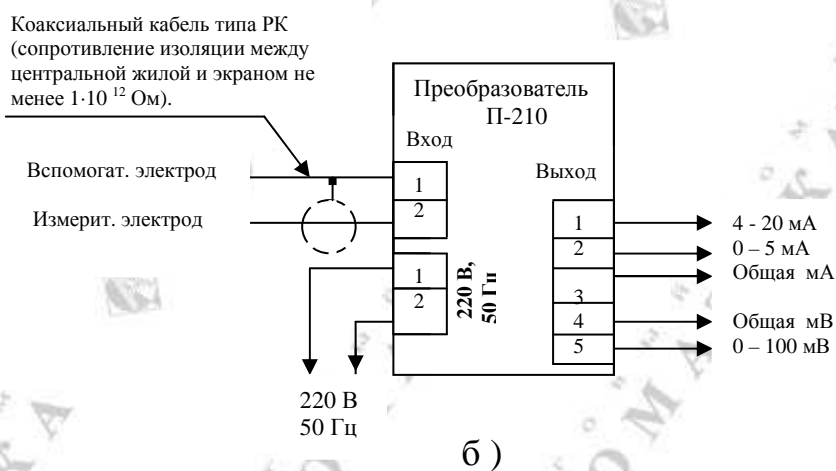 Коаксиальный кабель типа РК
(сопротивление изоляции между
центральной жилой и экраном не
менее 1·10 ¹² Ом).
Преобразователь
П-210
Вход
Выход
Вспомогат. электрод
1
Измерит. электрод
2
1
2
220 В,
50 Гц
1
4 - 20 мА
2
0 – 5 мА
3
Общая мА
4
Общая мВ
5
0 – 100 мВ
220 В
50 Гц
б )